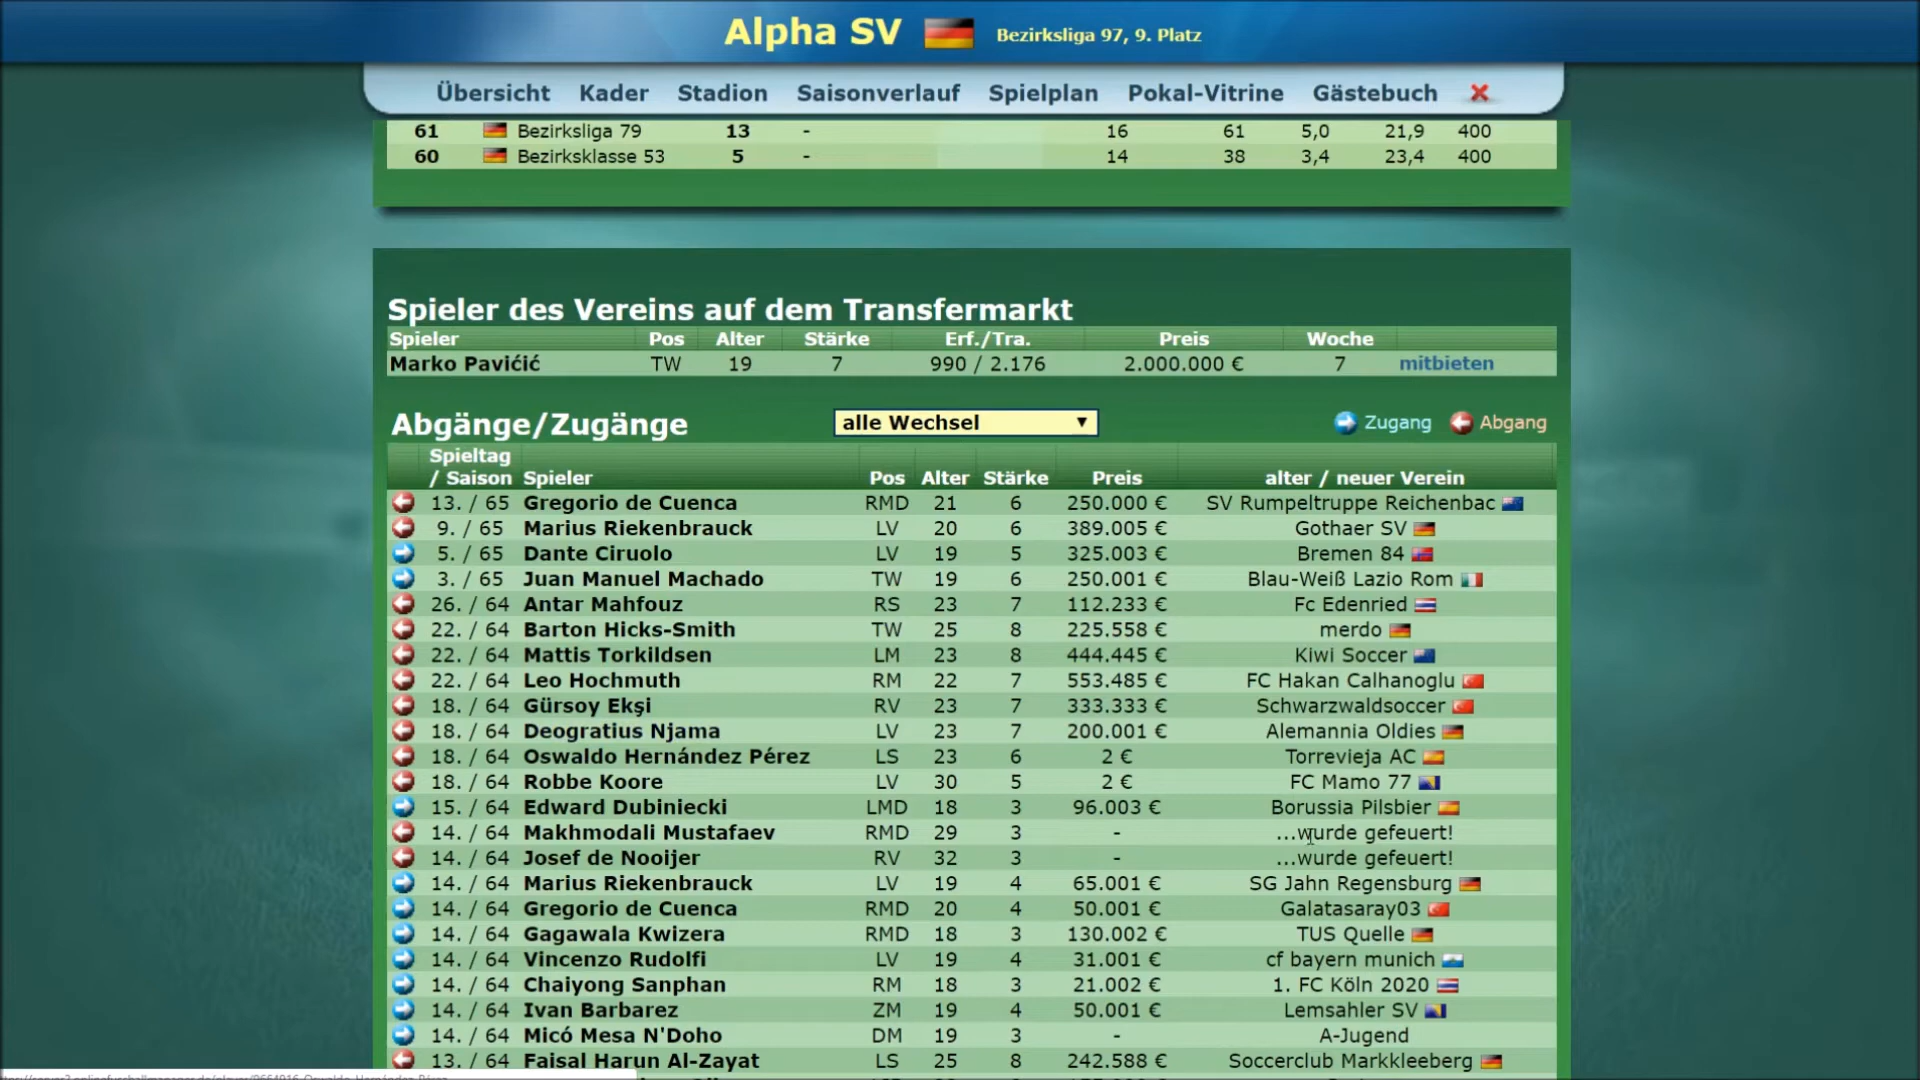 Alpha SV Bezirksliga 97, 9. Platz
Übersicht Kader Stadion Saisonverlauf Spielplan Pokal-Vitrine Gästebuch
61 Bezirksliga 79 13 - 16 61 5,0 21,9 400
60 Bezirksklasse 53 5 - 14 38 3,4 23,4 400
Spieler des Vereins auf dem Transfermarkt
Spieler Pos Alter Stärke Erf./Tra. Preis Woche
Marko Pavićić TW 19 7 990 / 2.176 2.000.000 € 7 mitbieten
Abgänge/Zugänge alle Wechsel Zugang Abgang
Spieltag
/ Saison Spieler Pos Alter Stärke Preis alter / neuer Verein
13. / 65 Gregorio de Cuenca RMD 21 6 250.000 € SV Rumpeltruppe Reichenbac
9. / 65 Marius Riekenbrauck LV 20 6 389.005 € Gothaer SV
5. / 65 Dante Ciruolo LV 19 5 325.003 € Bremen 84
3. / 65 Juan Manuel Machado TW 19 6 250.001 € Blau-Weiß Lazio Rom
26. / 64 Antar Mahfouz RS 23 7 112.233 € Fc Edenried
22. / 64 Barton Hicks-Smith TW 25 8 225.558 € merdo
22. / 64 Mattis Torkildsen LM 23 8 444.445 € Kiwi Soccer
22. / 64 Leo Hochmuth RM 22 7 553.485 € FC Hakan Calhanoglu
18. / 64 Gürsoy Ekşi RV 23 7 333.333 € Schwarzwaldsoccer
18. / 64 Deogratius Njama LV 23 7 200.001 € Alemannia Oldies
18. / 64 Oswaldo Hernández Pérez LS 23 6 2 € Torrevieja AC
18. / 64 Robbe Koore LV 30 5 2 € FC Mamo 77
15. / 64 Edward Dubiniecki LMD 18 3 96.003 € Borussia Pilsbier
14. / 64 Makhmodali Mustafaev RMD 29 3 - ...wurde gefeuert!
14. / 64 Josef de Nooijer RV 32 3 - ...wurde gefeuert!
14. / 64 Marius Riekenbrauck LV 19 4 65.001 € SG Jahn Regensburg
14. / 64 Gregorio de Cuenca RMD 20 4 50.001 € Galatasaray03
14. / 64 Gagawala Kwizera RMD 18 3 130.002 € TUS Quelle
14. / 64 Vincenzo Rudolfi LV 19 4 31.001 € cf bayern munich
14. / 64 Chaiyong Sanphan RM 18 3 21.002 € 1. FC Köln 2020
14. / 64 Ivan Barbarez ZM 19 4 50.001 € Lemsahler SV
14. / 64 Micó Mesa N'Doho DM 19 3 - A-Jugend
13. / 64 Faisal Harun Al-Zayat LS 25 8 242.588 € Soccerclub Markkleeberg